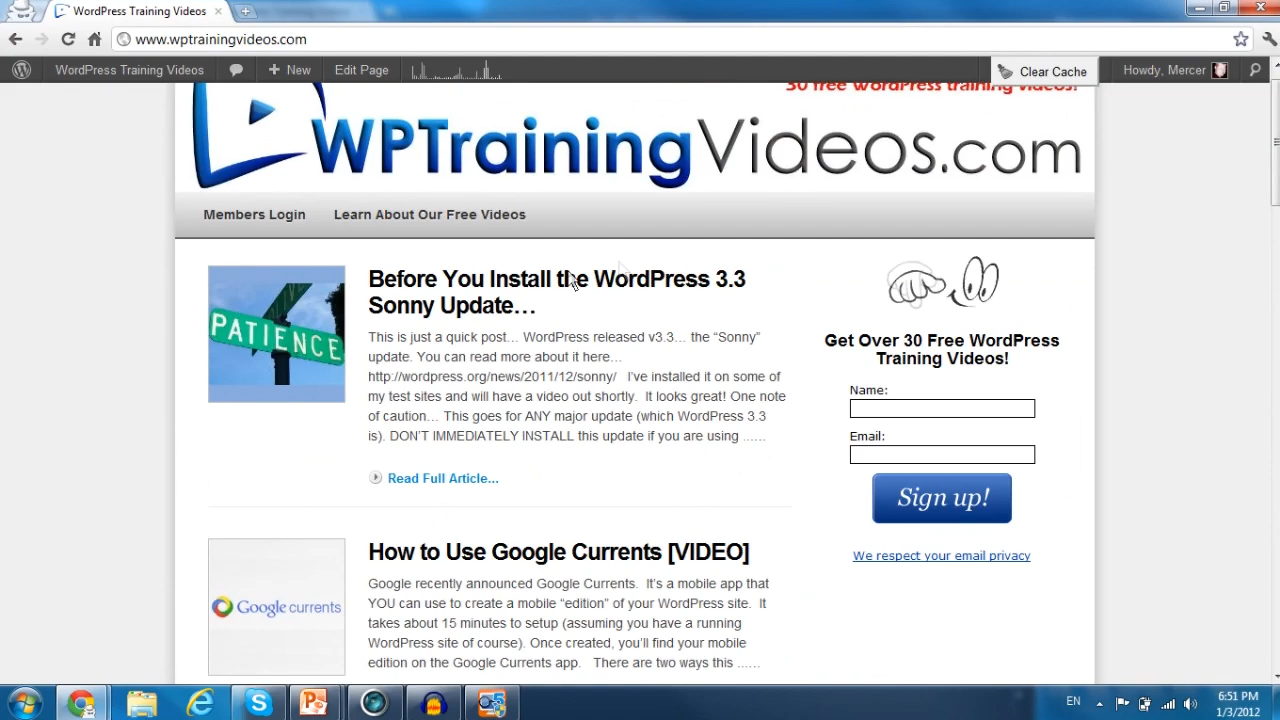 WordPress Training Videos
www.wptrainingvideos.com
WordPress Training Videos
New
Edit Page
Clear Cache
Howdy, Mercer
30 free WordPress training videos!
WPTrainingVideos.com
Members Login
Learn About Our Free Videos
PATIENCE
Before You Install the WordPress 3.3
Sonny Update…
This is just a quick post… WordPress released v3.3… the “Sonny”
update. You can read more about it here…
http://wordpress.org/news/2011/12/sonny/ I’ve installed it on some of
my test sites and will have a video out shortly. It looks great! One note
of caution… This goes for ANY major update (which WordPress 3.3
is). DON’T IMMEDIATELY INSTALL this update if you are using ……
Read Full Article...
Google currents
How to Use Google Currents [VIDEO]
Google recently announced Google Currents. It’s a mobile app that
YOU can use to create a mobile “edition” of your WordPress site. It
takes about 15 minutes to setup (assuming you have a running
WordPress site of course). Once created, you’ll find your mobile
edition on the Google Currents app. There are two ways this ……
Get Over 30 Free WordPress
Training Videos!
Name:
Email:
Sign up!
We respect your email privacy
EN
6:51 PM
1/3/2012